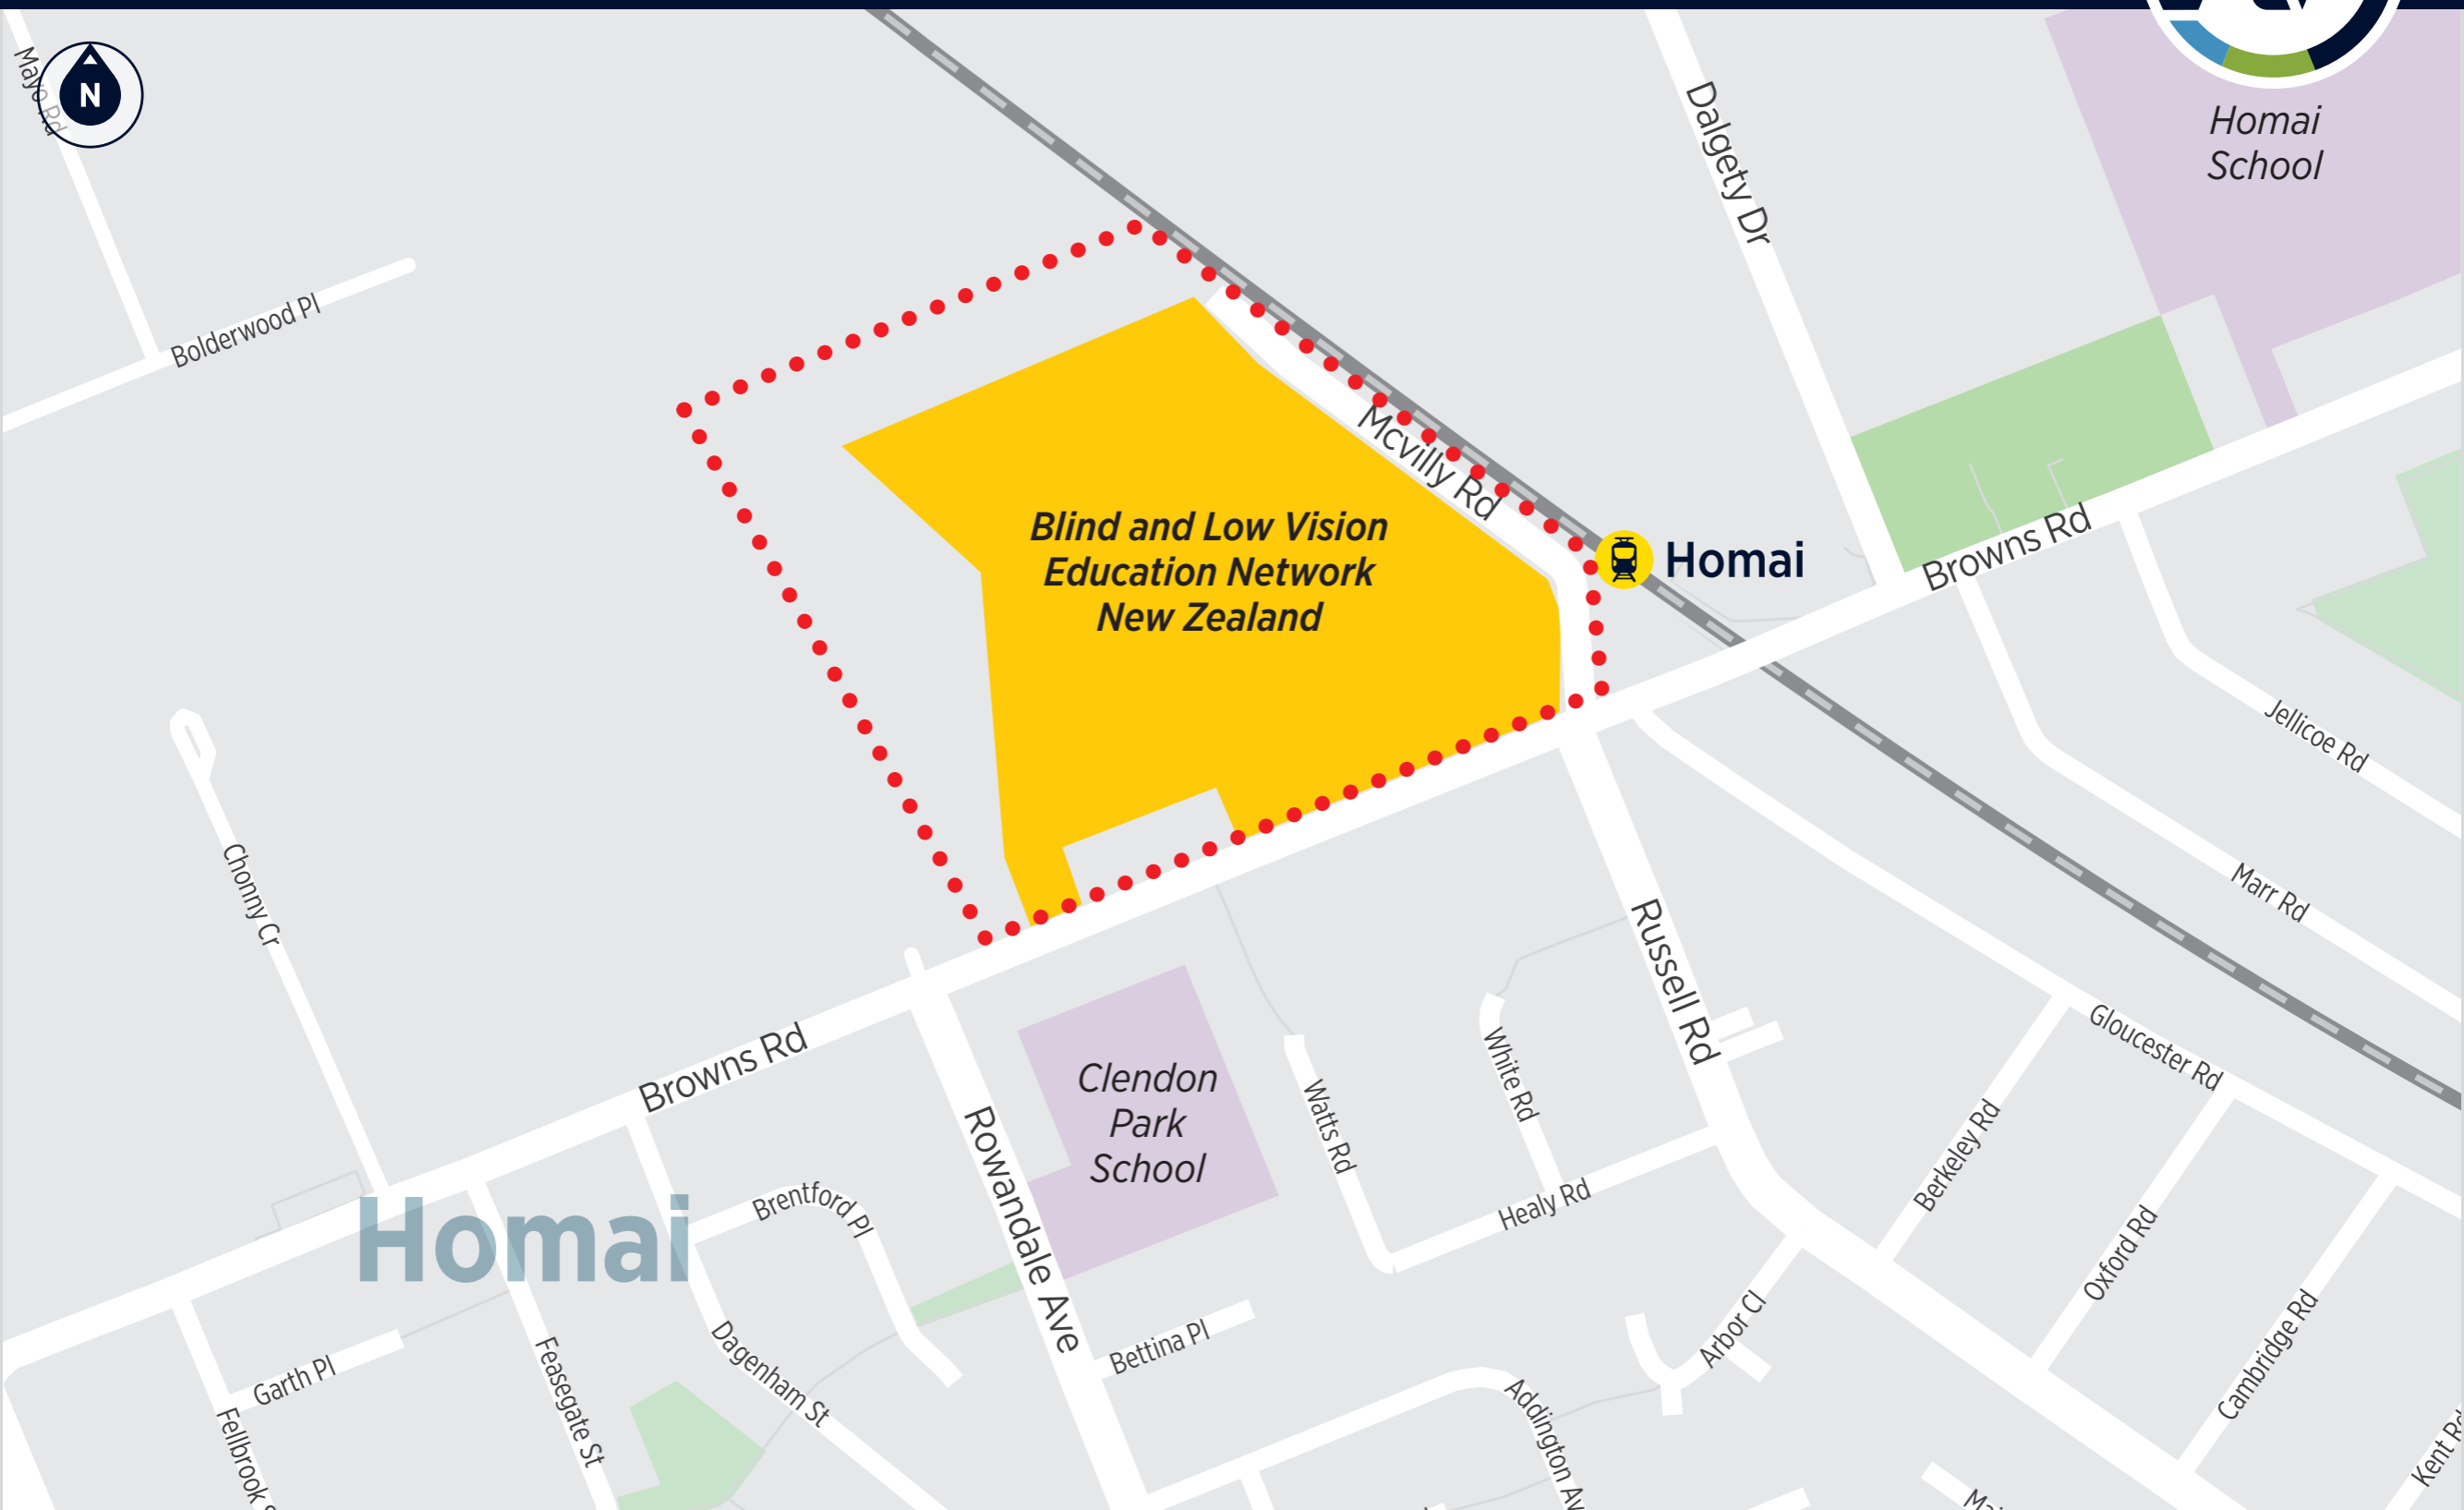 Mayo Rd
N
Dalgety Dr
Homai
School
Bolderwood Pl
Mcvilly Rd
Blind and Low Vision
Education Network
New Zealand
Homai
Browns Rd
Jellicoe Rd
Chonny Cr
Marr Rd
Russell Rd
Browns Rd
Clendon
Park
School
White Rd
Gloucester Rd
Watts Rd
Rowandale Ave
Berkeley Rd
Homai
Brentford Pl
Healy Rd
Oxford Rd
Arbor Cl
Bettina Pl
Cambridge Rd
Dagenham St
Garth Pl
Feasegate St
Addington Av
Fellbrook
Kent Rd